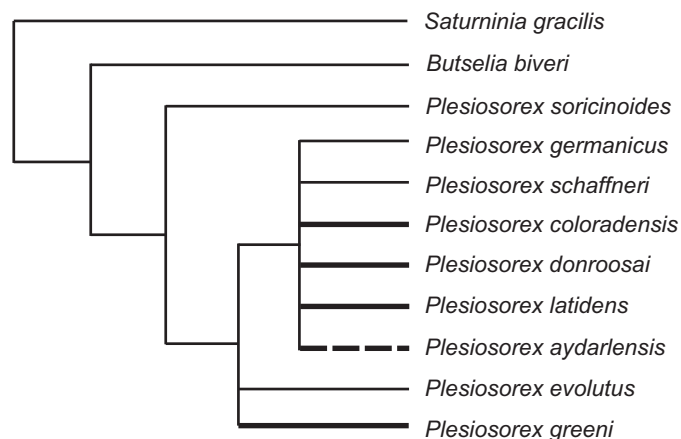 Saturninia gracilis
Butselia biveri
Plesiosorex soricinoides
Plesiosorex germanicus
Plesiosorex schaffneri
Plesiosorex coloradensis
Plesiosorex donroosai
Plesiosorex latidens
Plesiosorex aydarlensis
Plesiosorex evolutus
Plesiosorex greeni